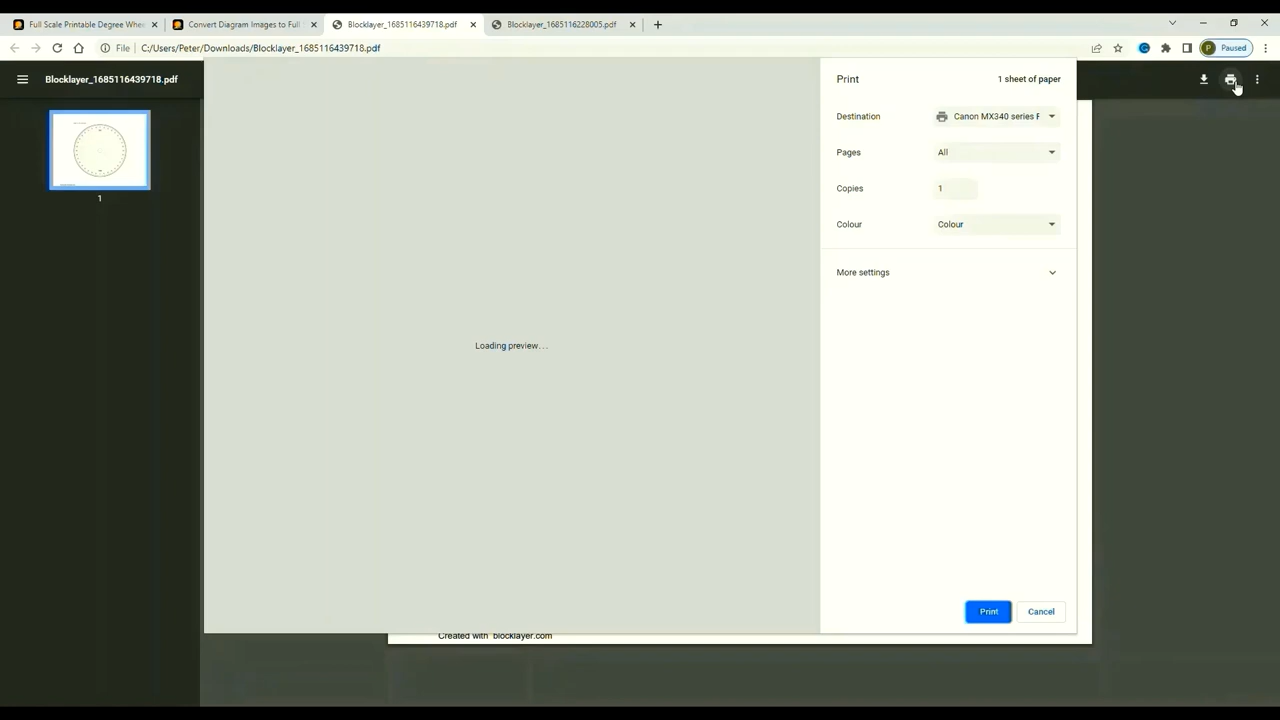 Full Scale Printable Degree Whe
Convert Diagram Images to Full
Blocklayer_1685116439718.pdf
Blocklayer_1685116228005.pdf
File
C:/Users/Peter/Downloads/Blocklayer_1685116439718.pdf
P
Paused
Blocklayer_1685116439718.pdf
1
Print
1 sheet of paper
Destination
Canon MX340 series F
Pages
All
Copies
1
Colour
Colour
More settings
Loading preview...
Print
Cancel
Created with blocklayer.com